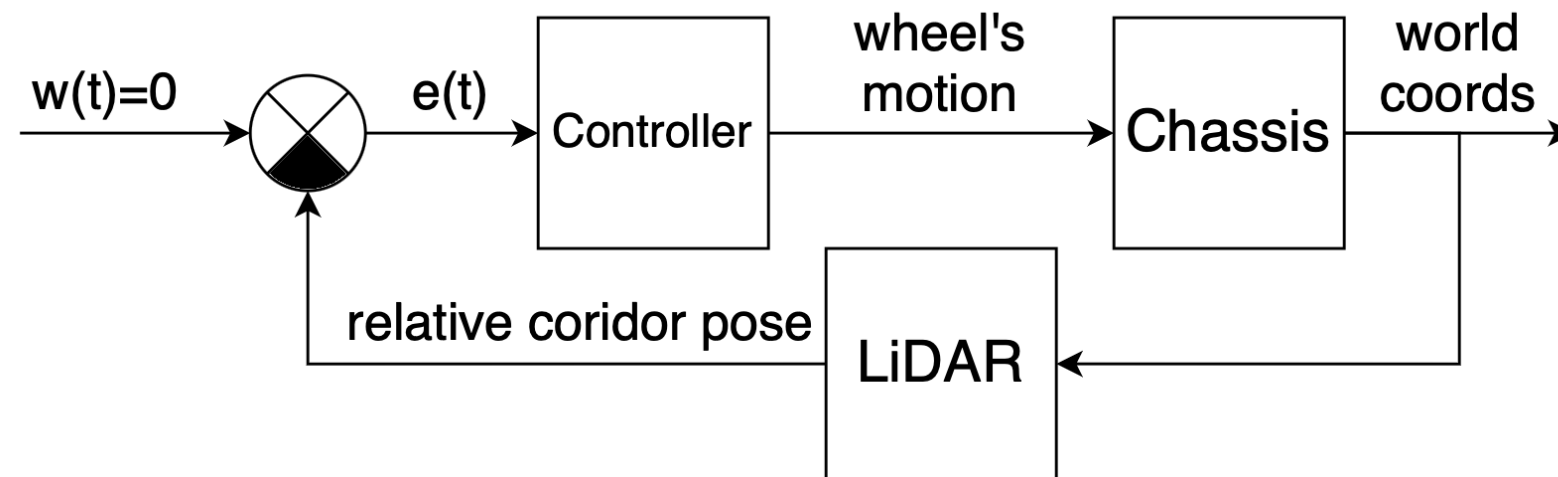 w(t)=0
e(t)
Controller
wheel's
motion
Chassis
world
coords
relative coridor pose
LiDAR